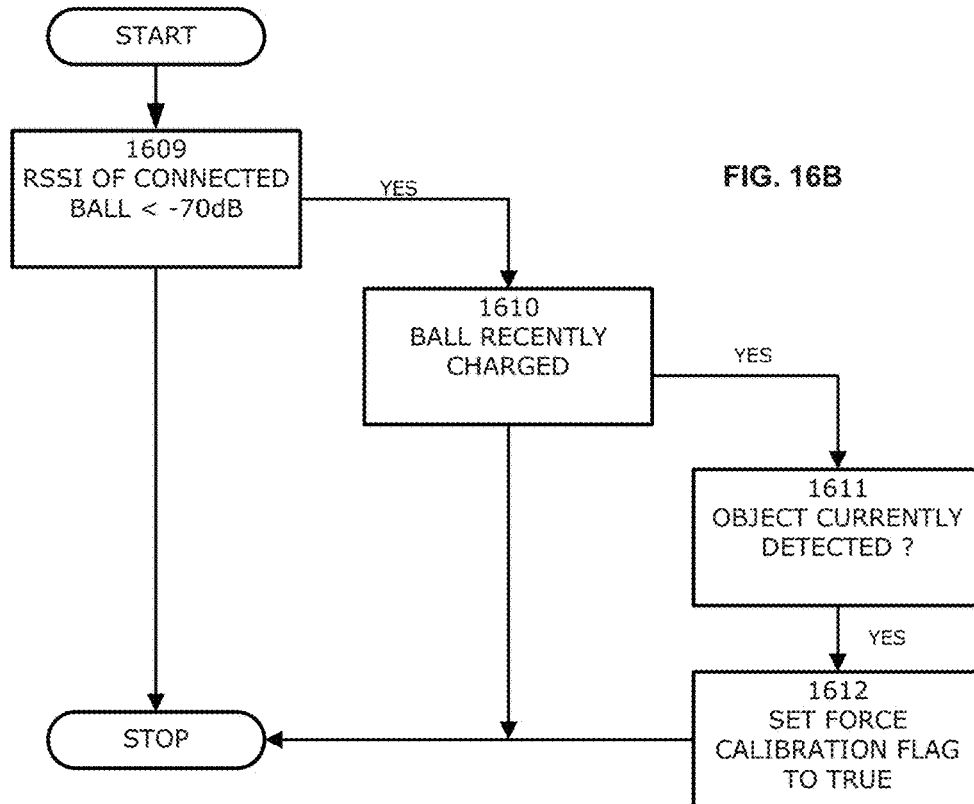 START
1609
RSSI OF CONNECTED
BALL < -70dB
YES
FIG. 16B
1610
BALL RECENTLY
CHARGED
YES
1611
OBJECT CURRENTLY
DETECTED ?
YES
1612
SET FORCE
CALIBRATION FLAG
TO TRUE
STOP